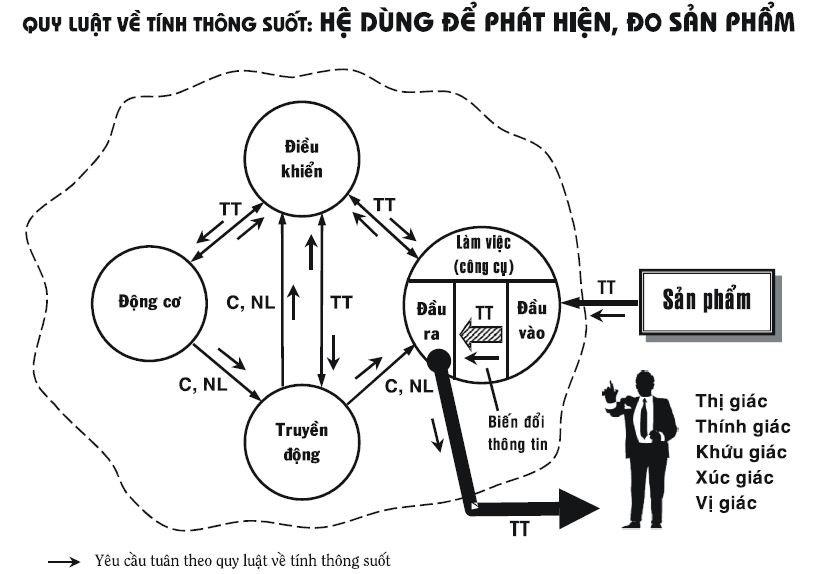 QUY LUẬT VỀ TÍNH THÔNG SUỐT: HỆ DÙNG ĐỂ PHÁT HIỆN, ĐO SẢN PHẨM
Điều
khiển
TT
TT
Làm việc
(công cụ)
Động cơ
C, NL
TT
Đầu
ra
TT
Đầu
vào
TT
Sản phẩm
C, NL
C, NL
Truyền
động
Biến đổi
thông tin
TT
Thị giác
Thính giác
Khứu giác
Xúc giác
Vị giác
Yêu cầu tuân theo quy luật về tính thông suốt